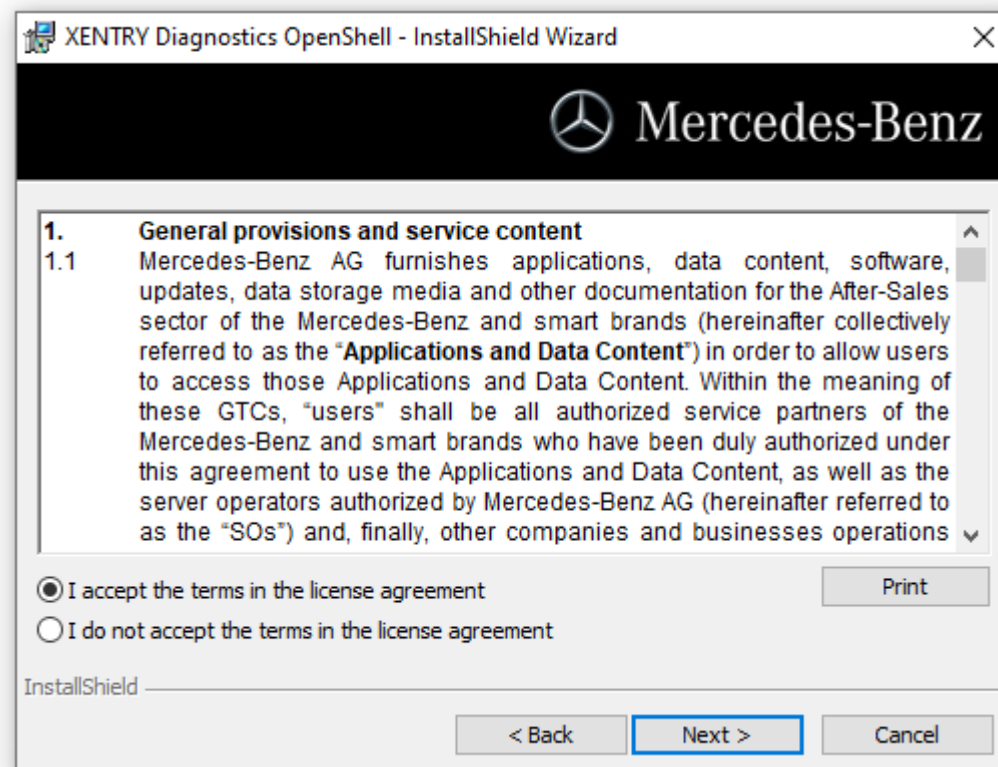 XENTRY Diagnostics OpenShell - InstallShield Wizard
Mercedes-Benz
1. General provisions and service content
1.1 Mercedes-Benz AG furnishes applications, data content, software,
updates, data storage media and other documentation for the After-Sales
sector of the Mercedes-Benz and smart brands (hereinafter collectively
referred to as the “Applications and Data Content”) in order to allow users
to access those Applications and Data Content. Within the meaning of
these GTCs, “users" shall be all authorized service partners of the
Mercedes-Benz and smart brands who have been duly authorized under
this agreement to use the Applications and Data Content, as well as the
server operators authorized by Mercedes-Benz AG (hereinafter referred to
as the “SOs”) and, finally, other companies and businesses operations
I accept the terms in the license agreement
Print
I do not accept the terms in the license agreement
InstallShield
< Back
Next >
Cancel